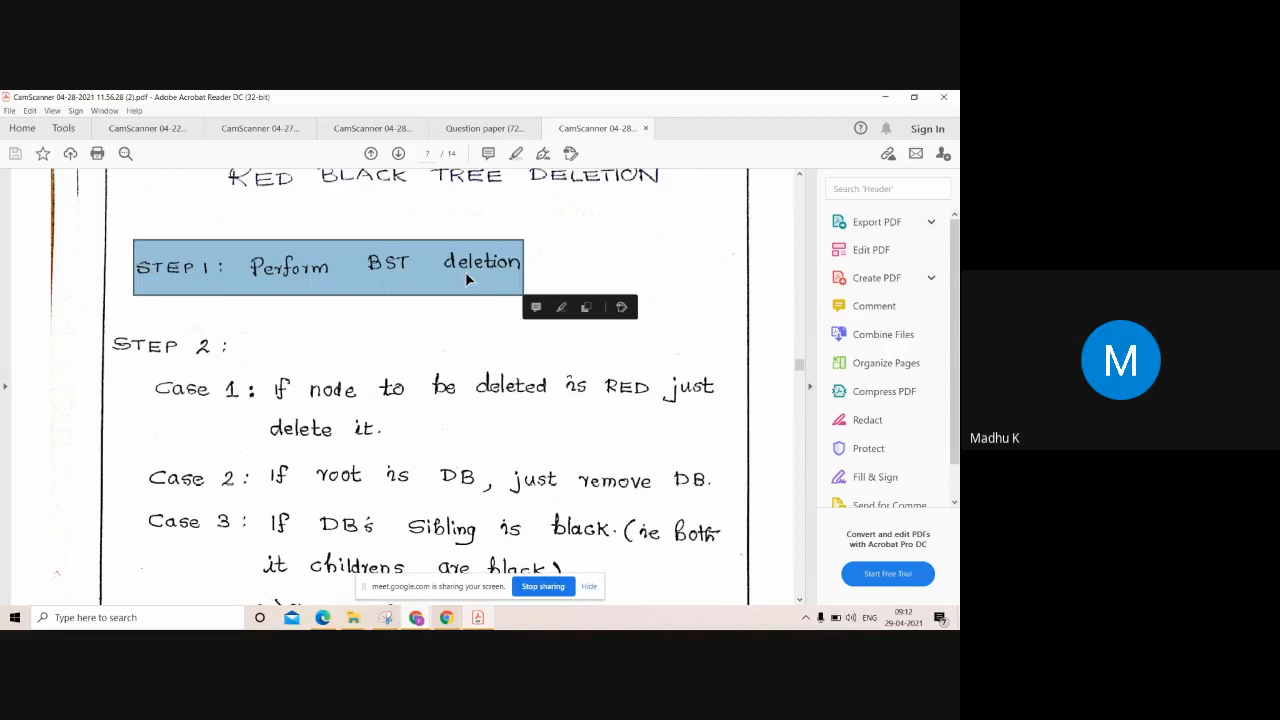 CamScanner 04-28-2021 11.56.28 (2).pdf - Adobe Acrobat Reader DC (32-bit)
File Edit View Sign Window Help
Home Tools CamScanner 04-22... CamScanner 04-27... CamScanner 04-28... Question paper (72... CamScanner 04-28... ×
Sign In
7 / 14
RED BLACK TREE DELETION
STEP 1: Perform BST deletion
STEP 2:
Case 1: If node to be deleted is RED just
delete it.
Case 2: If root is DB, just remove DB.
Case 3: If DB's Sibling is black. (ie both
it childrens are black)
Search 'Header'
Export PDF
Edit PDF
Create PDF
Comment
Combine Files
Organize Pages
Compress PDF
Redact
Protect
Fill & Sign
Send for Comme
Convert and edit PDFs
with Acrobat Pro DC
Start Free Trial
meet.google.com is sharing your screen. Stop sharing Hide
Type here to search
ENG
09:12
29-04-2021
M
Madhu K